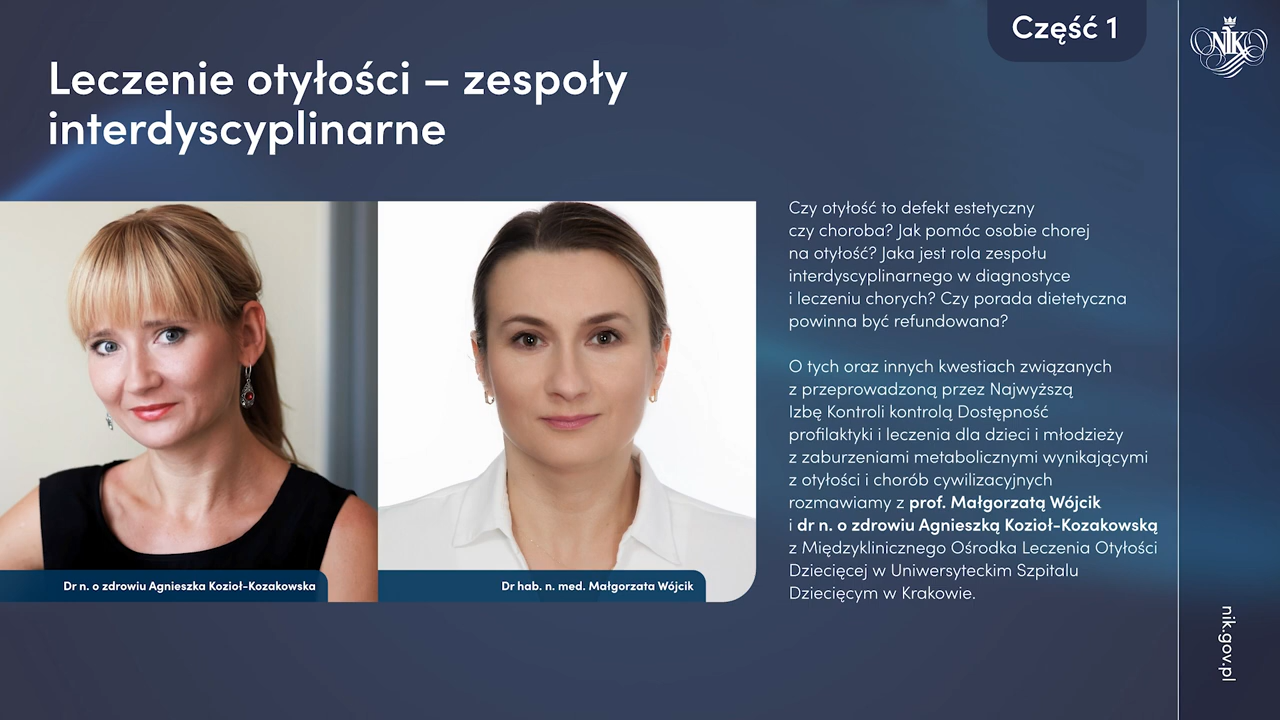 Część 1
NIK
Leczenie otyłości – zespoły
interdyscyplinarne
Czy otyłość to defekt estetyczny
czy choroba? Jak pomóc osobie chorej
na otyłość? Jaka jest rola zespołu
interdyscyplinarnego w diagnostyce
i leczeniu chorych? Czy porada dietetyczna
powinna być refundowana?
O tych oraz innych kwestiach związanych
z przeprowadzoną przez Najwyższą
Izbę Kontroli kontrolą Dostępność
profilaktyki i leczenia dla dzieci i młodzieży
z zaburzeniami metabolicznymi wynikającymi
z otyłości i chorób cywilizacyjnych
rozmawiamy z prof. Małgorzatą Wójcik
i dr n. o zdrowiu Agnieszką Kozioł-Kozakowską
z Międzyklinicznego Ośrodka Leczenia Otyłości
Dziecięcej w Uniwersyteckim Szpitalu
Dziecięcym w Krakowie.
Dr n. o zdrowiu Agnieszka Kozioł-Kozakowska
Dr hab. n. med. Małgorzata Wójcik
nik.gov.pl